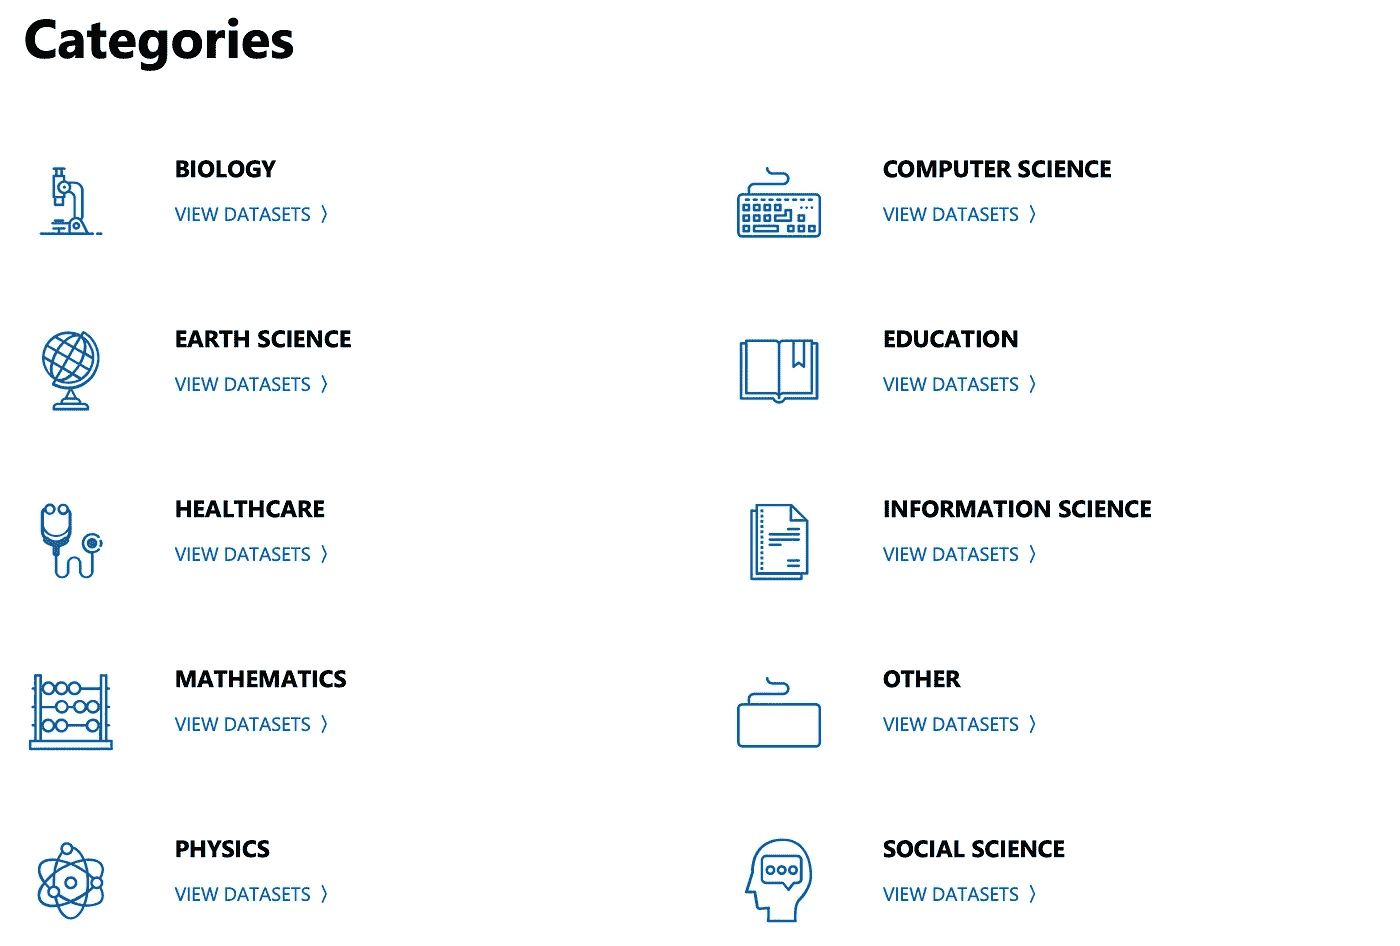 Categories
BIOLOGY
VIEW DATASETS 〉
COMPUTER SCIENCE
VIEW DATASETS 〉
EARTH SCIENCE
VIEW DATASETS 〉
EDUCATION
VIEW DATASETS 〉
HEALTHCARE
VIEW DATASETS 〉
INFORMATION SCIENCE
VIEW DATASETS 〉
MATHEMATICS
VIEW DATASETS 〉
OTHER
VIEW DATASETS 〉
PHYSICS
VIEW DATASETS 〉
SOCIAL SCIENCE
VIEW DATASETS 〉